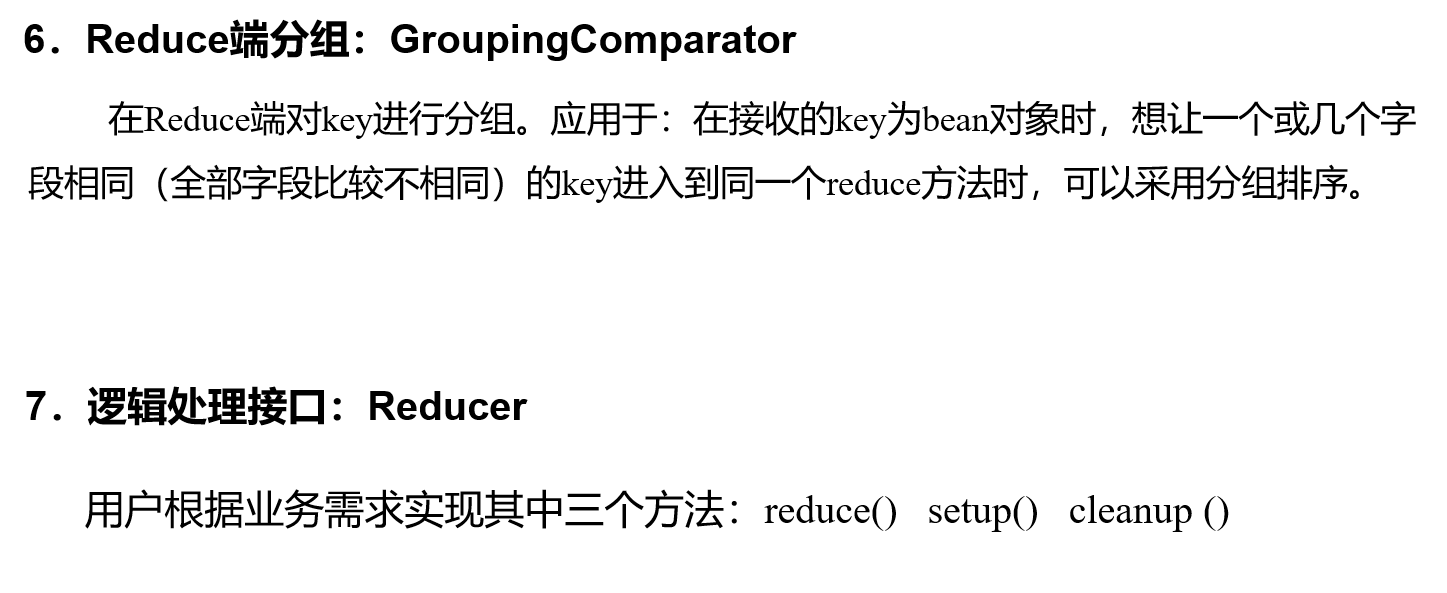 6．Reduce端分组：GroupingComparator
在Reduce端对key进行分组。应用于：在接收的key为bean对象时，想让一个或几个字
段相同（全部字段比较不相同）的key进入到同一个reduce方法时，可以采用分组排序。
7．逻辑处理接口：Reducer
用户根据业务需求实现其中三个方法：reduce()   setup()   cleanup ()